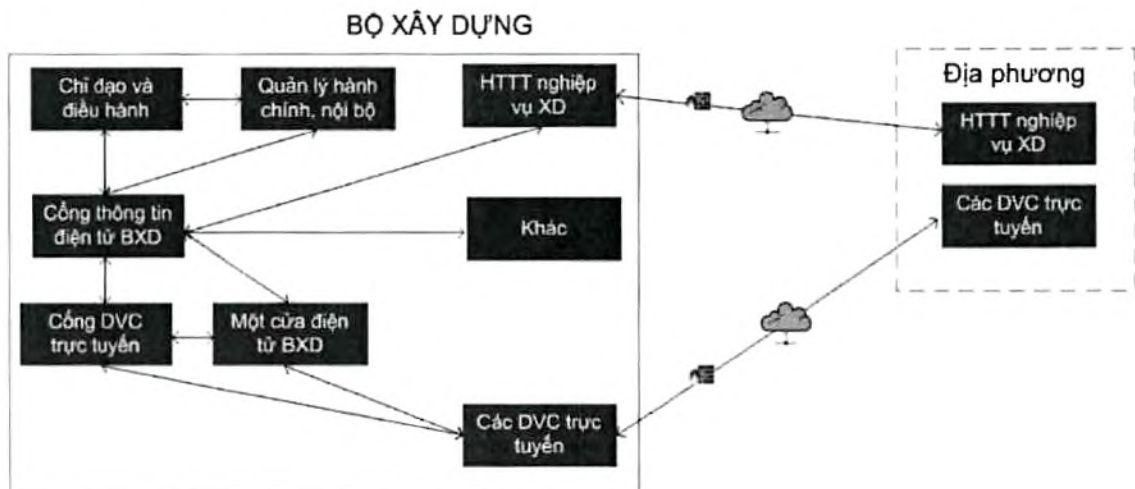 BỘ XÂY DỰNG
Chỉ đạo và
điều hành
Quản lý hành
chính, nội bộ
HTTT nghiệp
vụ XD
Địa phương
HTTT nghiệp
vụ XD
Cổng thông tin
điện tử BXD
Khác
Các DVC trực
tuyến
Cổng DVC
trực tuyến
Một cửa điện
tử BXD
Các DVC trực
tuyến